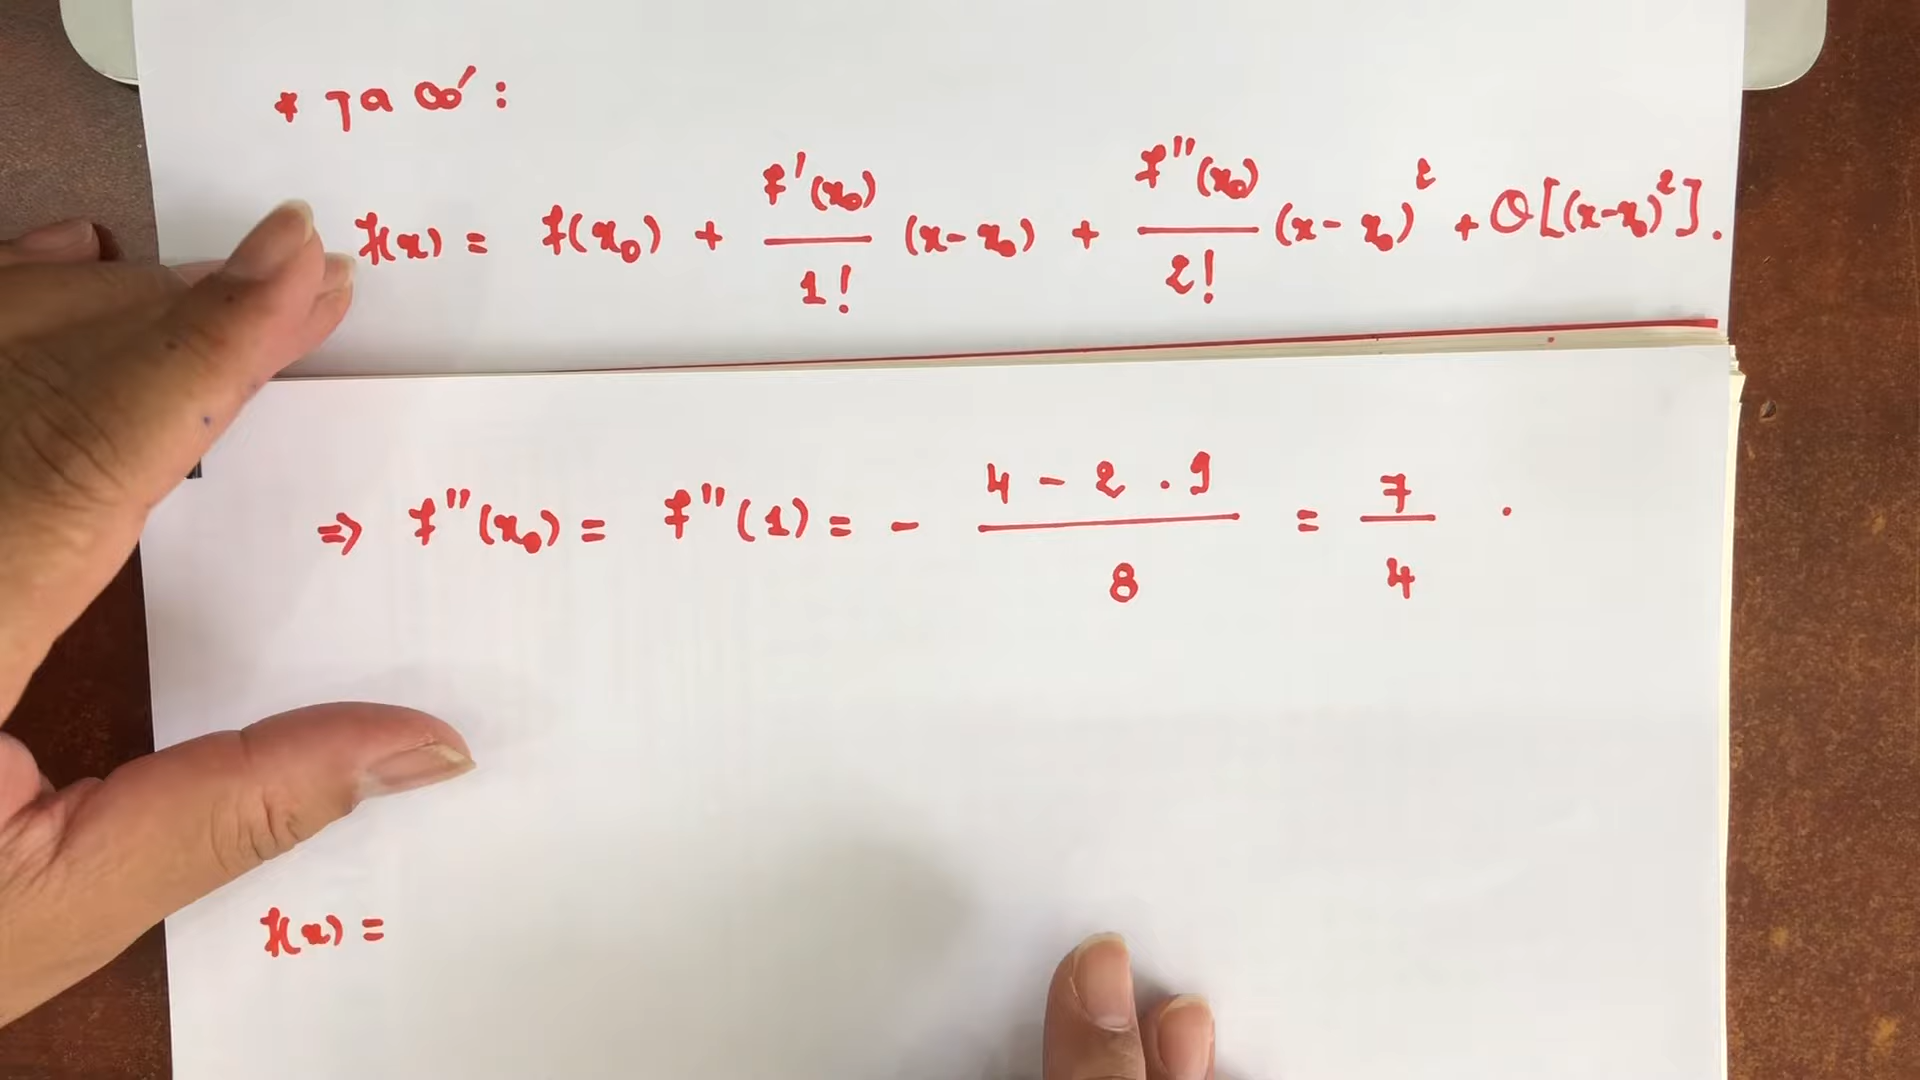 * Ta có:
f(x) = f(x₀) + f'(x₀)/1! (x-x₀) + f''(x₀)/2! (x-x₀)² + O[(x-x₀)²].
⇒ f''(x₀) = f''(1) = - (4 - 2 . 9)/8 = 7/4 .
f(x) =